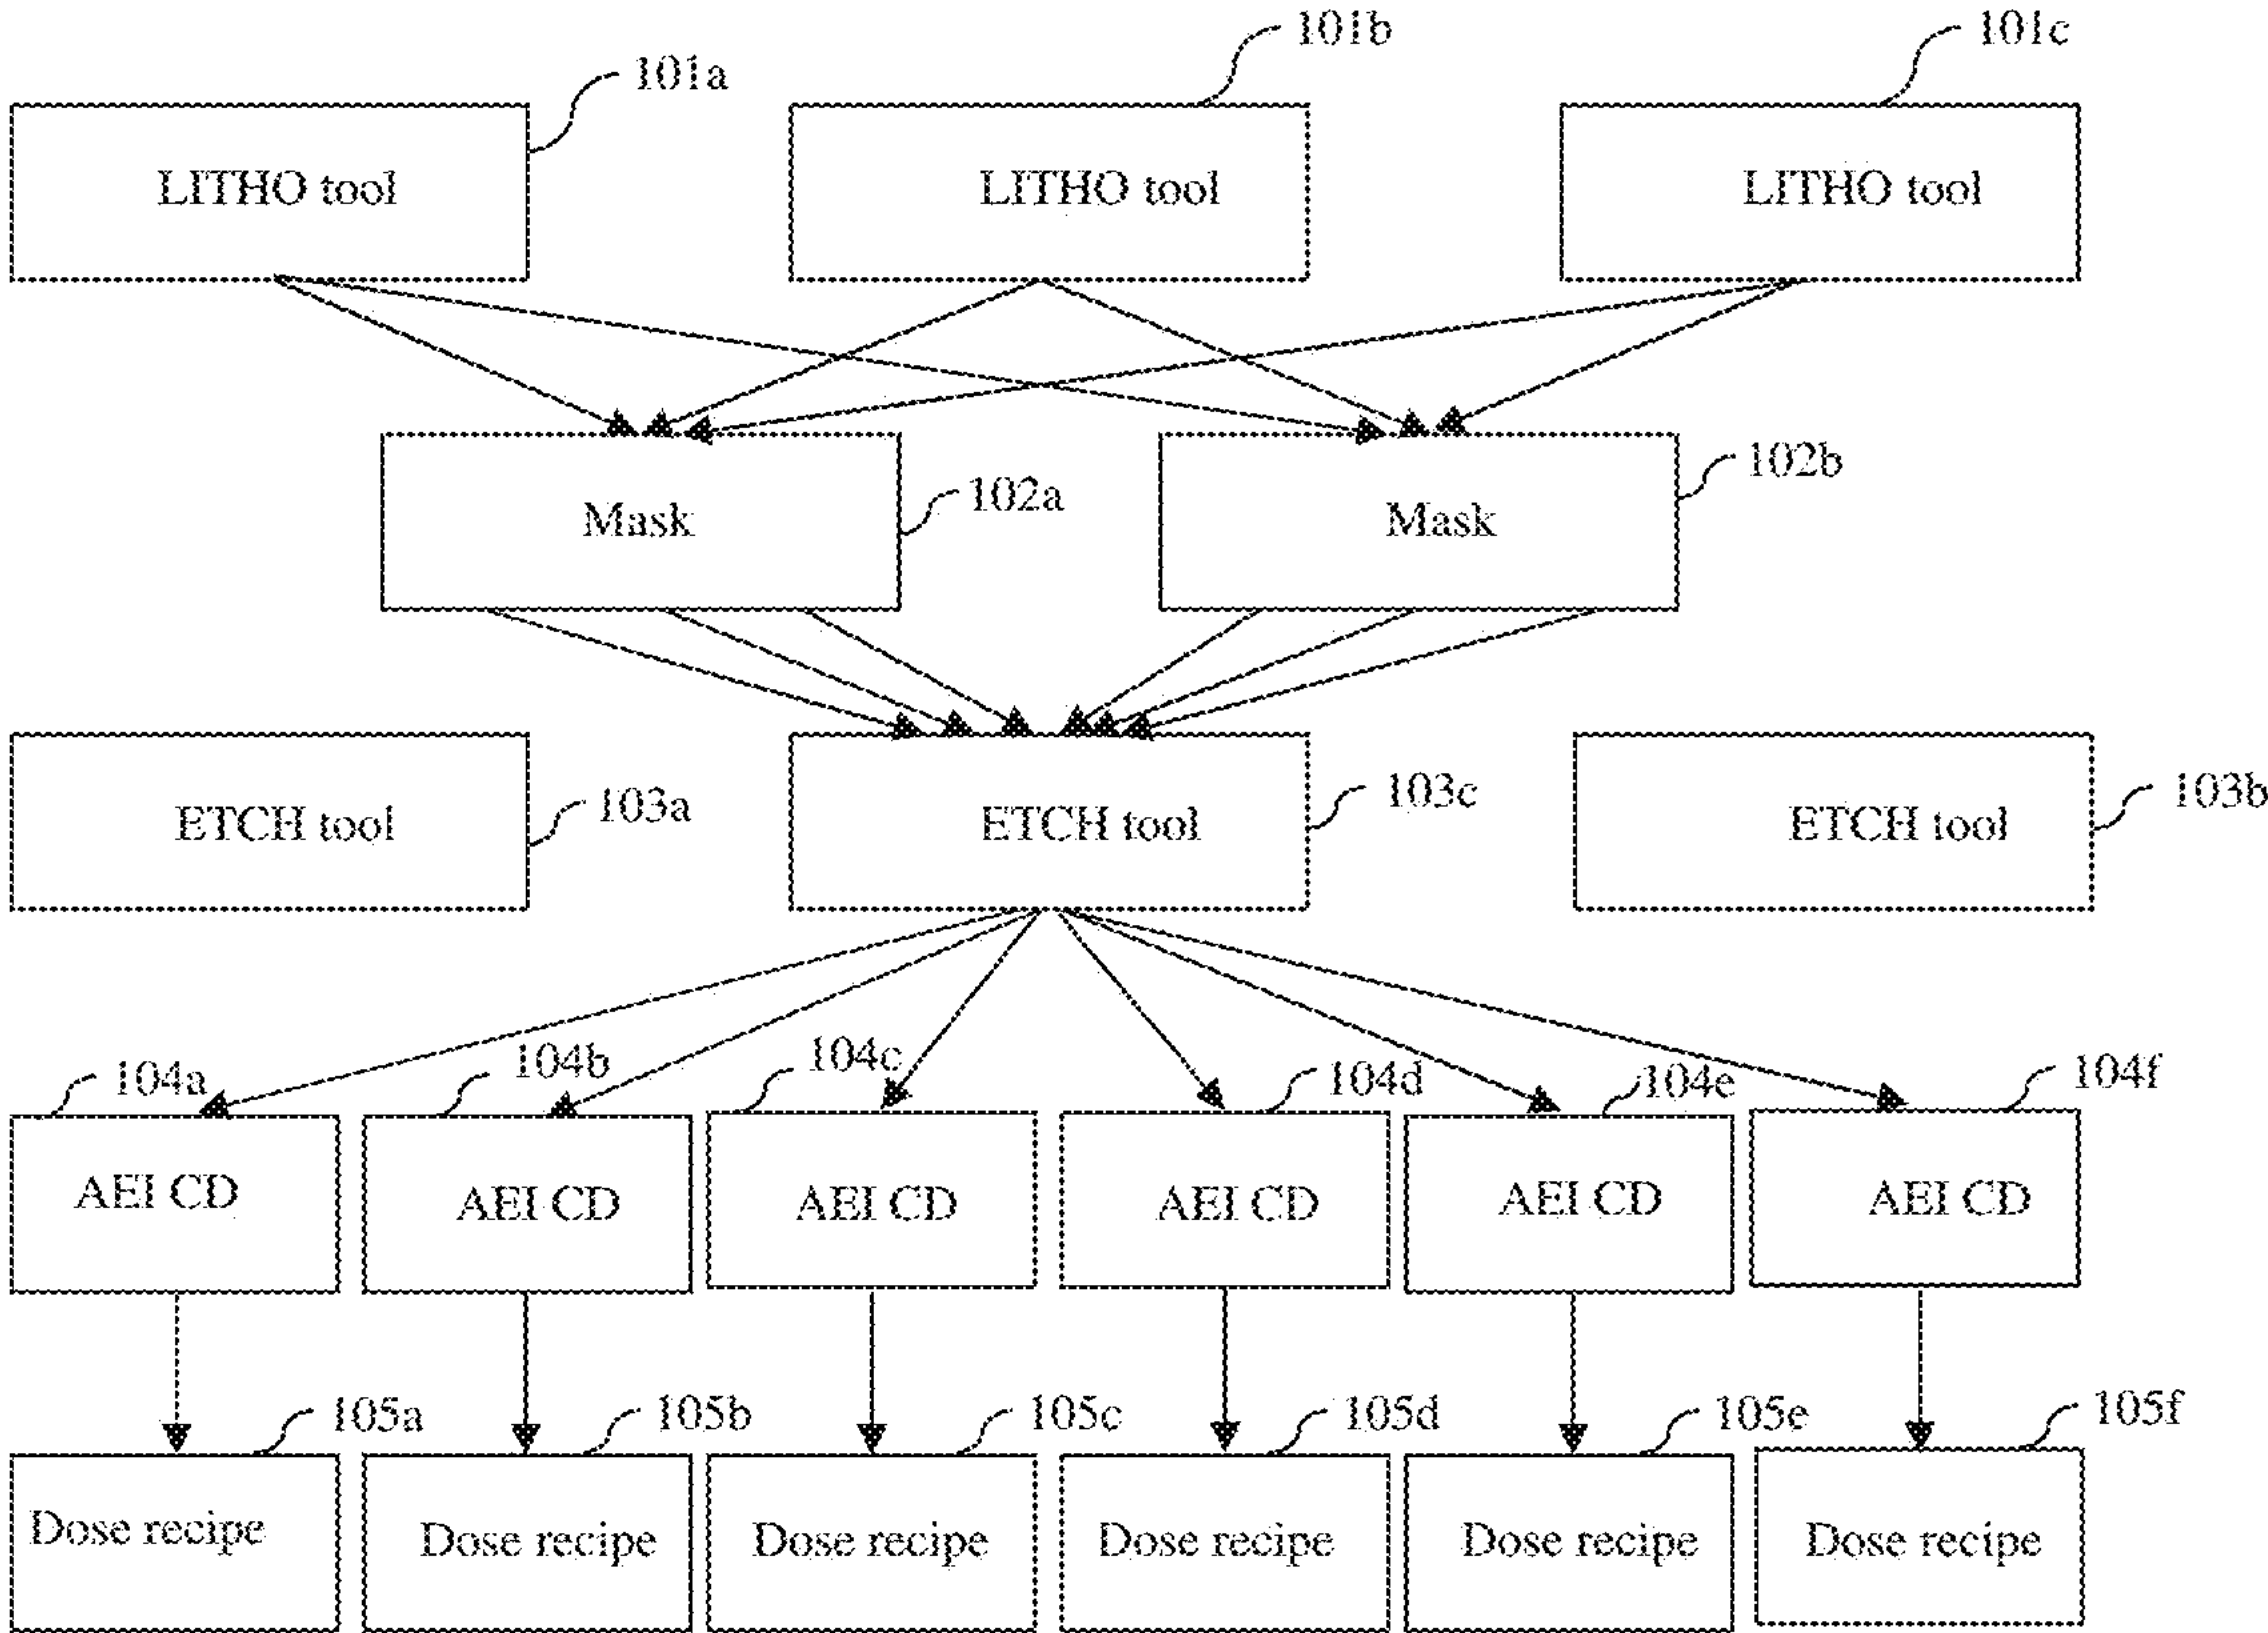 101a
101b
101c
LITHO tool
LITHO tool
LITHO tool
102a
102b
Mask
Mask
103a
103c
103b
ETCH tool
ETCH tool
ETCH tool
104a
104b
104c
104d
104e
104f
AEI CD
AEI CD
AEI CD
AEI CD
AEI CD
AEI CD
105a
105b
105c
105d
105e
105f
Dose recipe
Dose recipe
Dose recipe
Dose recipe
Dose recipe
Dose recipe